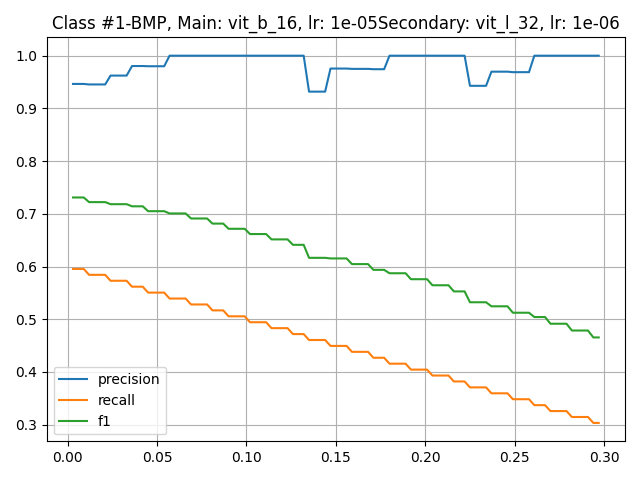 Class #1-BMP, Main: vit_b_16, lr: 1e-05Secondary: vit_l_32, lr: 1e-06
1.0
0.9
0.8
0.7
0.6
0.5
0.4
0.3
precision
recall
f1
0.00 0.05 0.10 0.15 0.20 0.25 0.30